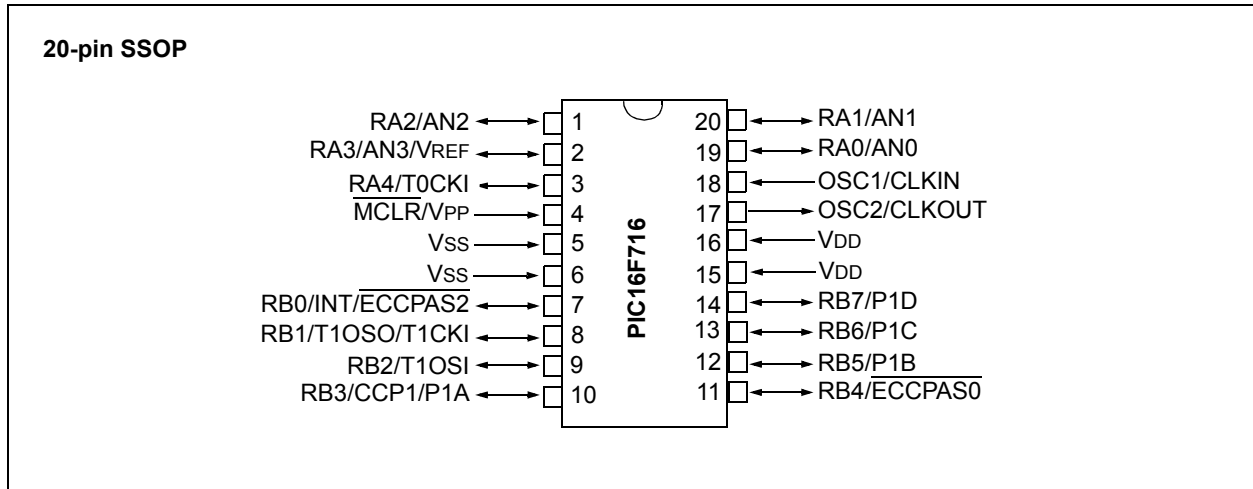 20-pin SSOP
RA2/AN2
RA3/AN3/VREF
RA4/T0CKI
MCLR/VPP
VSS
VSS
RB0/INT/ECCPAS2
RB1/T1OSO/T1CKI
RB2/T1OSI
RB3/CCP1/P1A
1
2
3
4
5
6
7
8
9
10
PIC16F716
20
19
18
17
16
15
14
13
12
11
RA1/AN1
RA0/AN0
OSC1/CLKIN
OSC2/CLKOUT
VDD
VDD
RB7/P1D
RB6/P1C
RB5/P1B
RB4/ECCPAS0